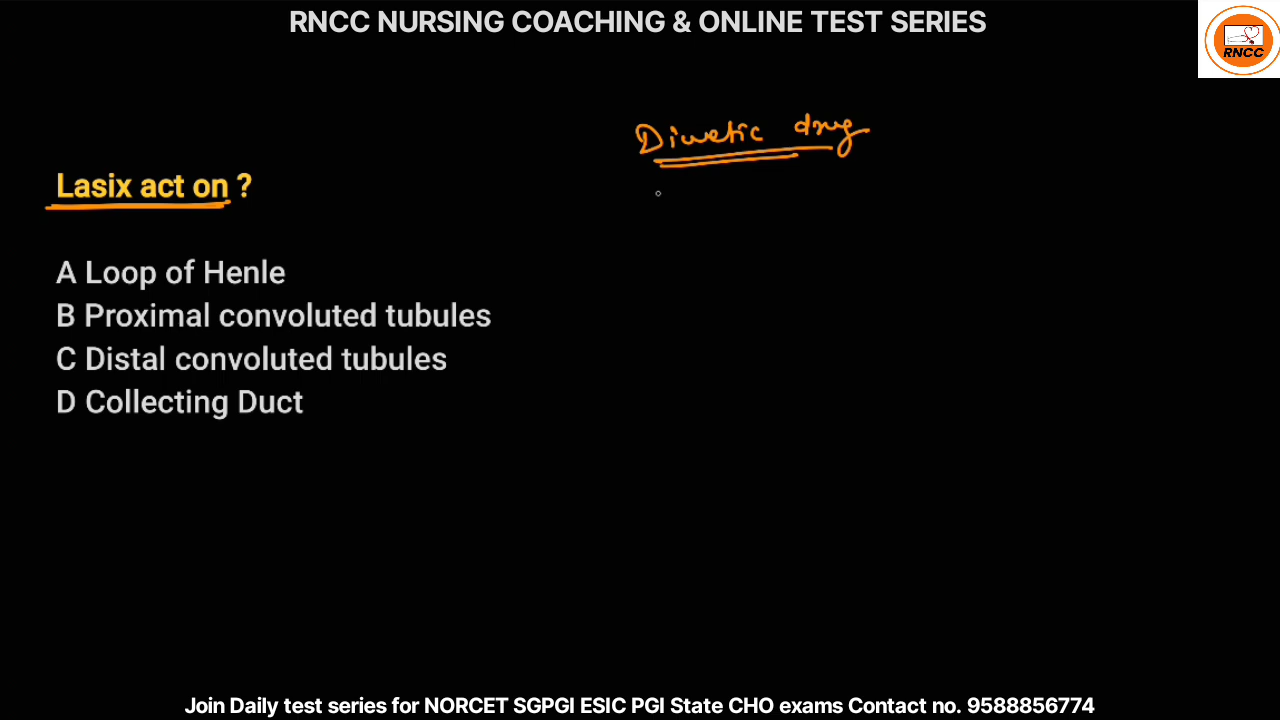 RNCC NURSING COACHING & ONLINE TEST SERIES
RNCC
Diuretic drug
Lasix act on ?
A Loop of Henle
B Proximal convoluted tubules
C Distal convoluted tubules
D Collecting Duct
Join Daily test series for NORCET SGPGI ESIC PGI State CHO exams Contact no. 9588856774